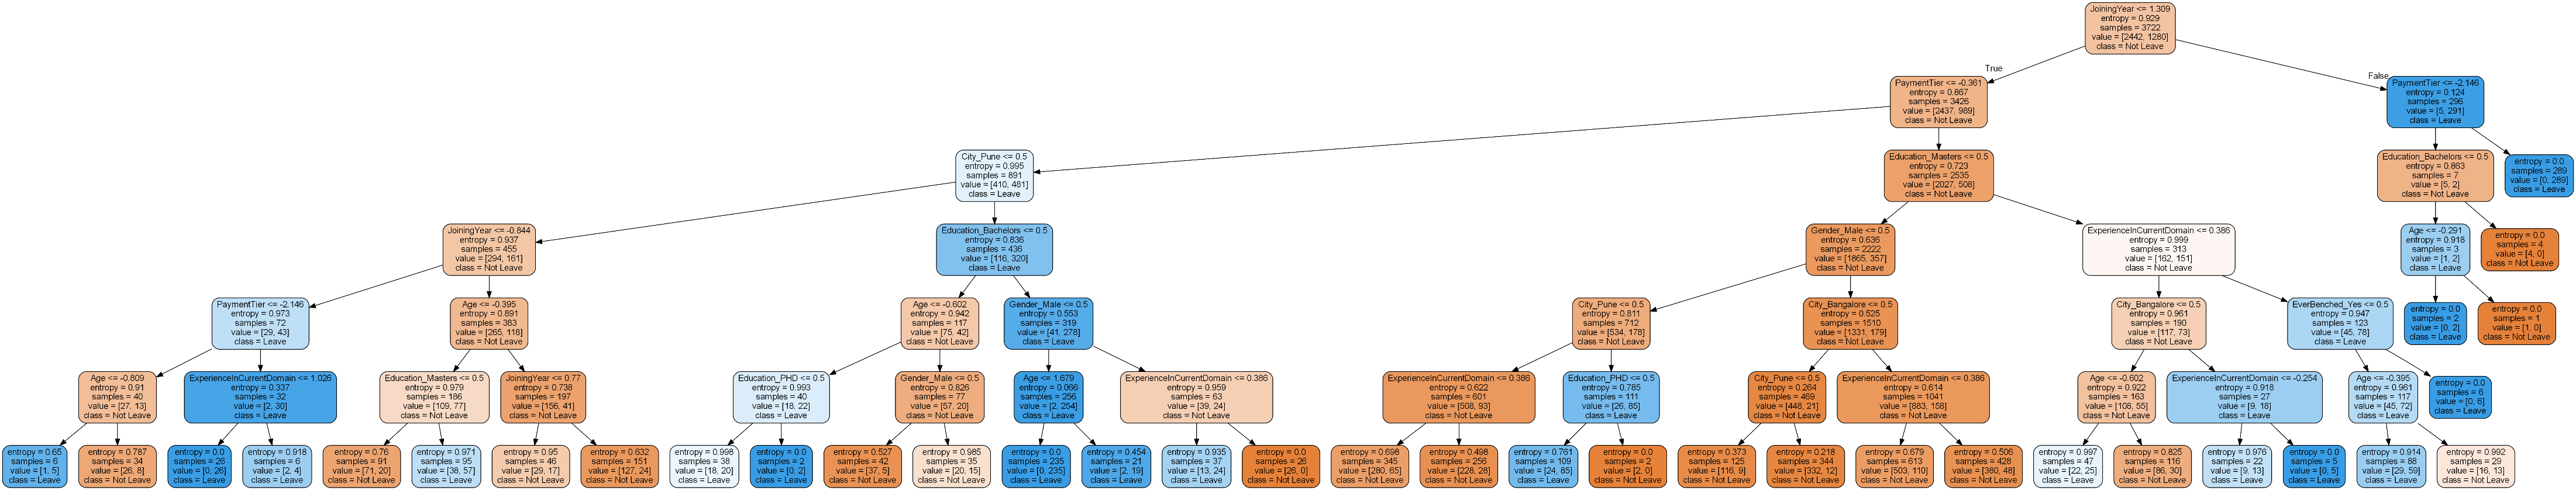 JoiningYear <= 1.309
entropy = 0.929
samples = 3722
value = [2442, 1280]
class = Not Leave
True
False
PaymentTier <= -0.361
entropy = 0.867
samples = 3426
value = [2437, 989]
class = Not Leave
PaymentTier <= -2.146
entropy = 0.124
samples = 296
value = [5, 291]
class = Leave
City_Pune <= 0.5
entropy = 0.995
samples = 891
value = [410, 481]
class = Leave
Education_Masters <= 0.5
entropy = 0.723
samples = 2535
value = [2027, 508]
class = Not Leave
Education_Bachelors <= 0.5
entropy = 0.863
samples = 7
value = [5, 2]
class = Not Leave
entropy = 0.0
samples = 289
value = [0, 289]
class = Leave
JoiningYear <= -0.844
entropy = 0.937
samples = 455
value = [294, 161]
class = Not Leave
Education_Bachelors <= 0.5
entropy = 0.836
samples = 436
value = [116, 320]
class = Leave
Gender_Male <= 0.5
entropy = 0.636
samples = 2222
value = [1865, 357]
class = Not Leave
ExperienceInCurrentDomain <= 0.386
entropy = 0.999
samples = 313
value = [162, 151]
class = Not Leave
Age <= -0.291
entropy = 0.918
samples = 3
value = [1, 2]
class = Leave
entropy = 0.0
samples = 4
value = [4, 0]
class = Not Leave
PaymentTier <= -2.146
entropy = 0.973
samples = 72
value = [29, 43]
class = Leave
Age <= -0.395
entropy = 0.891
samples = 383
value = [265, 118]
class = Not Leave
Age <= -0.602
entropy = 0.942
samples = 117
value = [75, 42]
class = Not Leave
Gender_Male <= 0.5
entropy = 0.553
samples = 319
value = [41, 278]
class = Leave
City_Pune <= 0.5
entropy = 0.811
samples = 712
value = [534, 178]
class = Not Leave
City_Bangalore <= 0.5
entropy = 0.525
samples = 1510
value = [1331, 179]
class = Not Leave
City_Bangalore <= 0.5
entropy = 0.961
samples = 190
value = [117, 73]
class = Not Leave
EverBenched_Yes <= 0.5
entropy = 0.947
samples = 123
value = [45, 78]
class = Leave
entropy = 0.0
samples = 2
value = [0, 2]
class = Leave
entropy = 0.0
samples = 1
value = [1, 0]
class = Not Leave
Age <= -0.809
entropy = 0.91
samples = 40
value = [27, 13]
class = Not Leave
ExperienceInCurrentDomain <= 1.026
entropy = 0.337
samples = 32
value = [2, 30]
class = Leave
Education_Masters <= 0.5
entropy = 0.979
samples = 186
value = [109, 77]
class = Not Leave
JoiningYear <= 0.77
entropy = 0.738
samples = 197
value = [156, 41]
class = Not Leave
Education_PHD <= 0.5
entropy = 0.993
samples = 40
value = [18, 22]
class = Leave
Gender_Male <= 0.5
entropy = 0.826
samples = 77
value = [57, 20]
class = Not Leave
Age <= 1.679
entropy = 0.066
samples = 256
value = [2, 254]
class = Leave
ExperienceInCurrentDomain <= 0.386
entropy = 0.959
samples = 63
value = [39, 24]
class = Not Leave
ExperienceInCurrentDomain <= 0.386
entropy = 0.622
samples = 601
value = [508, 93]
class = Not Leave
Education_PHD <= 0.5
entropy = 0.785
samples = 111
value = [26, 85]
class = Leave
City_Pune <= 0.5
entropy = 0.264
samples = 469
value = [448, 21]
class = Not Leave
ExperienceInCurrentDomain <= 0.386
entropy = 0.614
samples = 1041
value = [883, 158]
class = Not Leave
Age <= -0.602
entropy = 0.922
samples = 163
value = [108, 55]
class = Not Leave
ExperienceInCurrentDomain <= -0.254
entropy = 0.918
samples = 27
value = [9, 18]
class = Leave
Age <= -0.395
entropy = 0.961
samples = 117
value = [45, 72]
class = Leave
entropy = 0.0
samples = 6
value = [0, 6]
class = Leave
entropy = 0.65
samples = 6
value = [1, 5]
class = Leave
entropy = 0.787
samples = 34
value = [26, 8]
class = Not Leave
entropy = 0.0
samples = 26
value = [0, 26]
class = Leave
entropy = 0.918
samples = 6
value = [2, 4]
class = Leave
entropy = 0.76
samples = 91
value = [71, 20]
class = Not Leave
entropy = 0.971
samples = 95
value = [38, 57]
class = Leave
entropy = 0.95
samples = 46
value = [29, 17]
class = Not Leave
entropy = 0.632
samples = 151
value = [127, 24]
class = Not Leave
entropy = 0.998
samples = 38
value = [18, 20]
class = Leave
entropy = 0.0
samples = 2
value = [0, 2]
class = Leave
entropy = 0.527
samples = 42
value = [37, 5]
class = Not Leave
entropy = 0.985
samples = 35
value = [20, 15]
class = Not Leave
entropy = 0.0
samples = 235
value = [0, 235]
class = Leave
entropy = 0.454
samples = 21
value = [2, 19]
class = Leave
entropy = 0.935
samples = 37
value = [13, 24]
class = Leave
entropy = 0.0
samples = 26
value = [26, 0]
class = Not Leave
entropy = 0.698
samples = 345
value = [280, 65]
class = Not Leave
entropy = 0.498
samples = 256
value = [228, 28]
class = Not Leave
entropy = 0.761
samples = 109
value = [24, 85]
class = Leave
entropy = 0.0
samples = 2
value = [2, 0]
class = Not Leave
entropy = 0.373
samples = 125
value = [116, 9]
class = Not Leave
entropy = 0.218
samples = 344
value = [332, 12]
class = Not Leave
entropy = 0.679
samples = 613
value = [503, 110]
class = Not Leave
entropy = 0.506
samples = 428
value = [380, 48]
class = Not Leave
entropy = 0.997
samples = 47
value = [22, 25]
class = Leave
entropy = 0.825
samples = 116
value = [86, 30]
class = Not Leave
entropy = 0.976
samples = 22
value = [9, 13]
class = Leave
entropy = 0.0
samples = 5
value = [0, 5]
class = Leave
entropy = 0.914
samples = 88
value = [29, 59]
class = Leave
entropy = 0.992
samples = 29
value = [16, 13]
class = Not Leave